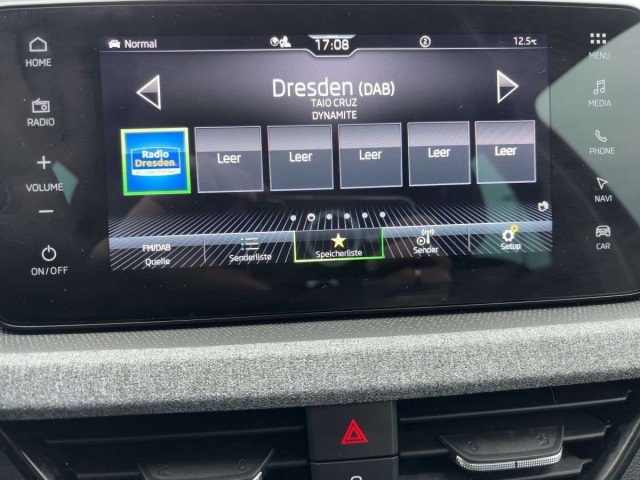 HOME
RADIO
VOLUME
ON/OFF
Normal
17:08
2
12.5°C
Dresden (DAB)
TAIO CRUZ
DYNAMITE
Radio
Dresden
Leer
Leer
Leer
Leer
Leer
FM/DAB
Quelle
Senderliste
Speicherliste
Sender
Setup
MENU
MEDIA
PHONE
NAVI
CAR